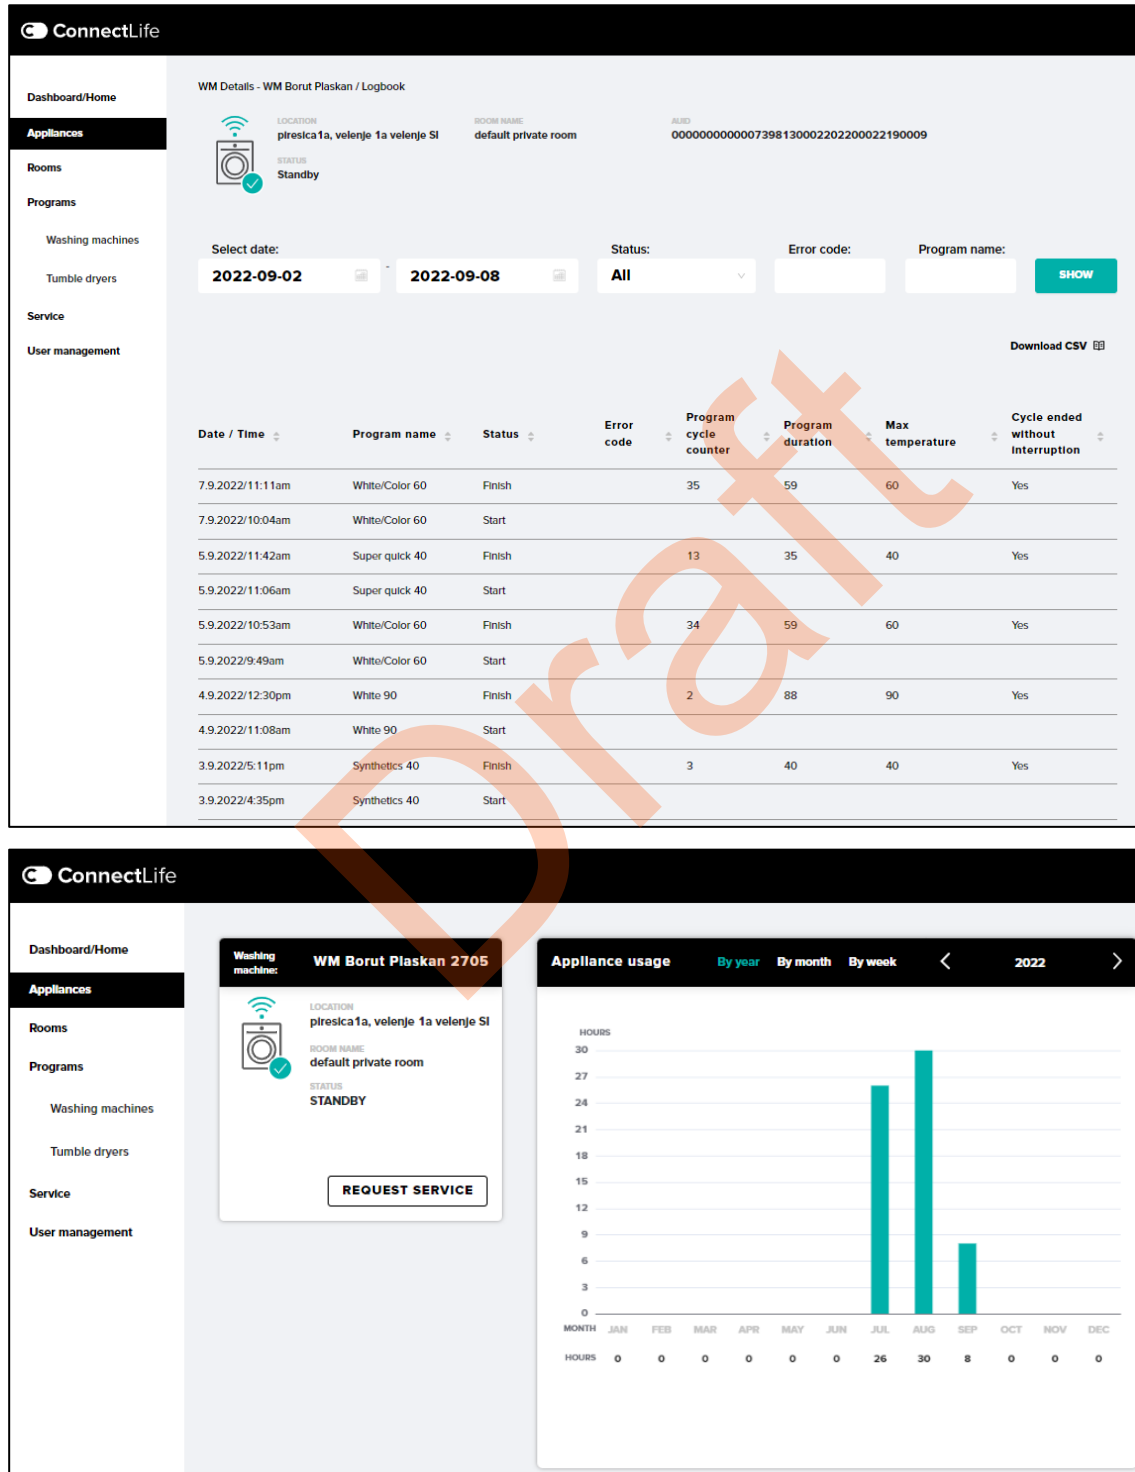 ConnectLife
Dashboard/Home
Appliances
Rooms
Programs
Washing machines
Tumble dryers
Service
User management
WM Details - WM Borut Plaskan / Logbook
LOCATION
piresica1a, velenje 1a velenje SI
ROOM NAME
default private room
AUID
0000000000007398130002202200022190009
STATUS
Standby
Select date:
2022-09-02 - 2022-09-08
Status:
All
Error code:
Program name:
SHOW
Download CSV
Date / Time Program name Status Error code Program cycle counter Program duration Max temperature Cycle ended without interruption
7.9.2022/11:11am White/Color 60 Finish 35 59 60 Yes
7.9.2022/10:04am White/Color 60 Start
5.9.2022/11:42am Super quick 40 Finish 13 35 40 Yes
5.9.2022/11:06am Super quick 40 Start
5.9.2022/10:53am White/Color 60 Finish 34 59 60 Yes
5.9.2022/9:49am White/Color 60 Start
4.9.2022/12:30pm White 90 Finish 2 88 90 Yes
4.9.2022/11:08am White 90 Start
3.9.2022/5:11pm Synthetics 40 Finish 3 40 40 Yes
3.9.2022/4:35pm Synthetics 40 Start
Draft
ConnectLife
Dashboard/Home
Appliances
Rooms
Programs
Washing machines
Tumble dryers
Service
User management
Washing machine: WM Borut Plaskan 2705
LOCATION
piresica1a, velenje 1a velenje SI
ROOM NAME
default private room
STATUS
STANDBY
REQUEST SERVICE
Appliance usage By year By month By week 2022
HOURS
30
27
24
21
18
15
12
9
6
3
0
MONTH JAN FEB MAR APR MAY JUN JUL AUG SEP OCT NOV DEC
HOURS 0 0 0 0 0 0 26 30 8 0 0 0